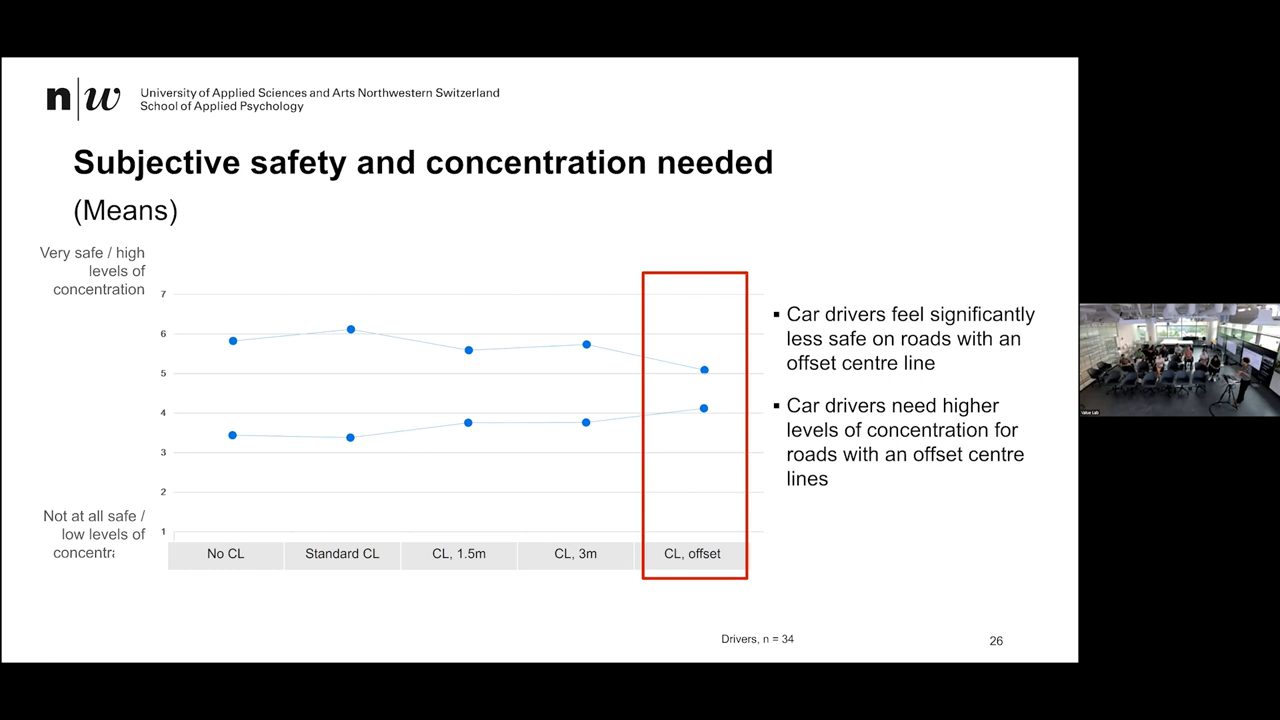 n w
University of Applied Sciences and Arts Northwestern Switzerland
School of Applied Psychology
Subjective safety and concentration needed
(Means)
Very safe / high
levels of
concentration
7
6
5
4
3
2
1
Not at all safe /
low levels of
No CL
Standard CL
CL, 1.5m
CL, 3m
CL, offset
▪ Car drivers feel significantly
less safe on roads with an
offset centre line
▪ Car drivers need higher
levels of concentration for
roads with an offset centre
lines
Drivers, n = 34
26
Value Lab